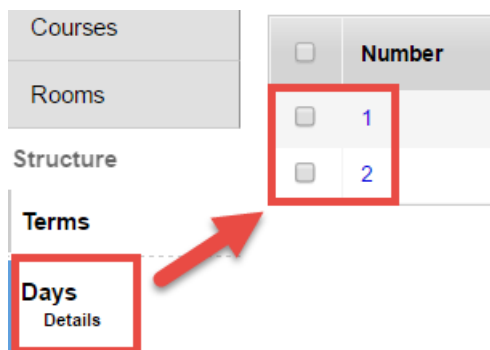 Courses
Rooms
Structure
Terms
Days
Details
Number
1
2